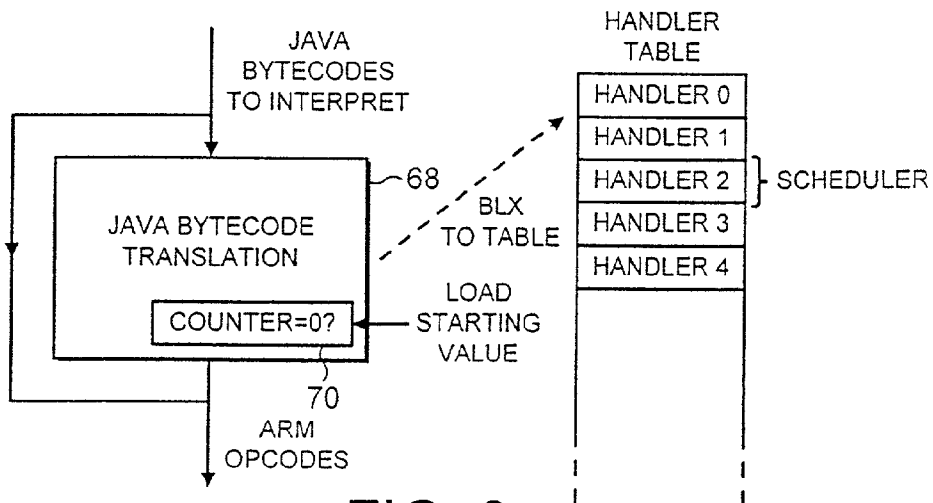 JAVA
BYTECODES
TO INTERPRET
HANDLER
TABLE
HANDLER 0
HANDLER 1
HANDLER 2
HANDLER 3
HANDLER 4
SCHEDULER
68
BLX
TO TABLE
JAVA BYTECODE
TRANSLATION
COUNTER=0?
LOAD
STARTING
VALUE
70
ARM
OPCODES